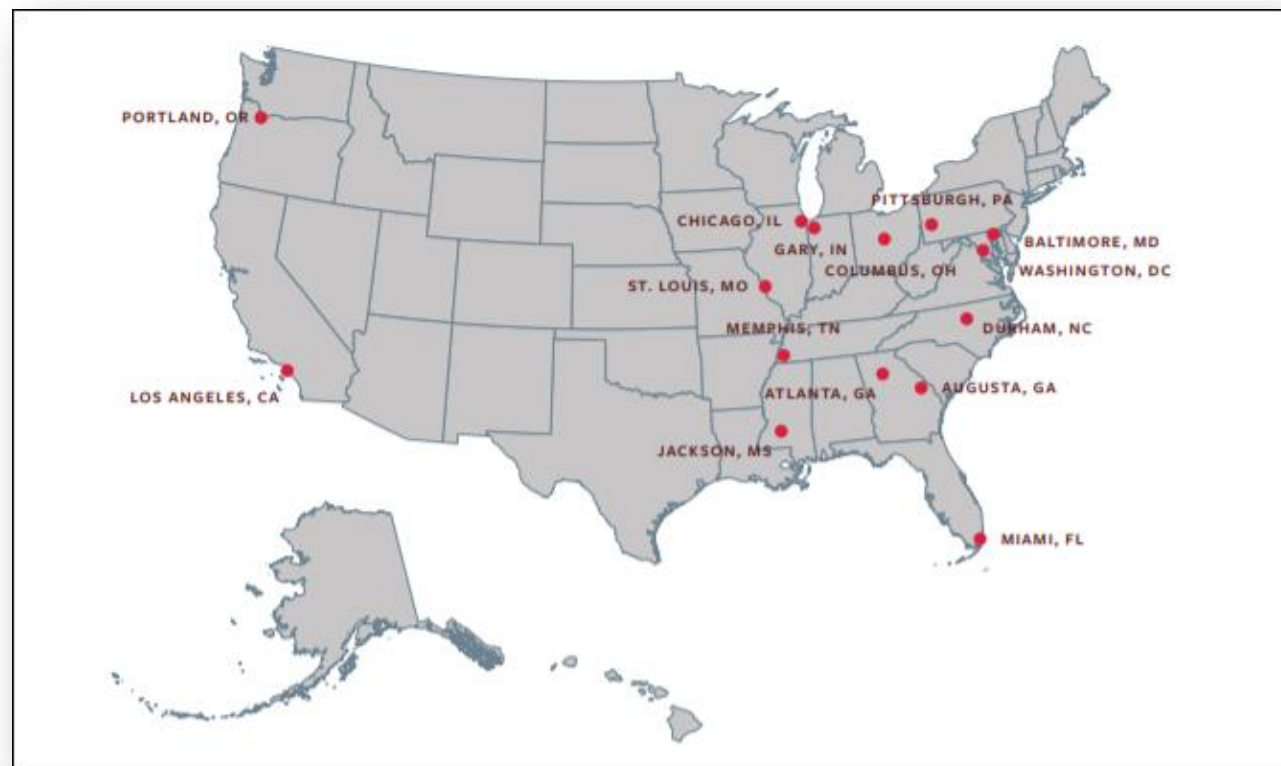 PORTLAND, OR
PITTSBURGH, PA
CHICAGO, IL
GARY, IN
BALTIMORE, MD
COLUMBUS, OH
WASHINGTON, DC
ST. LOUIS, MO
MEMPHIS, TN
DURHAM, NC
LOS ANGELES, CA
ATLANTA, GA
AUGUSTA, GA
JACKSON, MS
MIAMI, FL